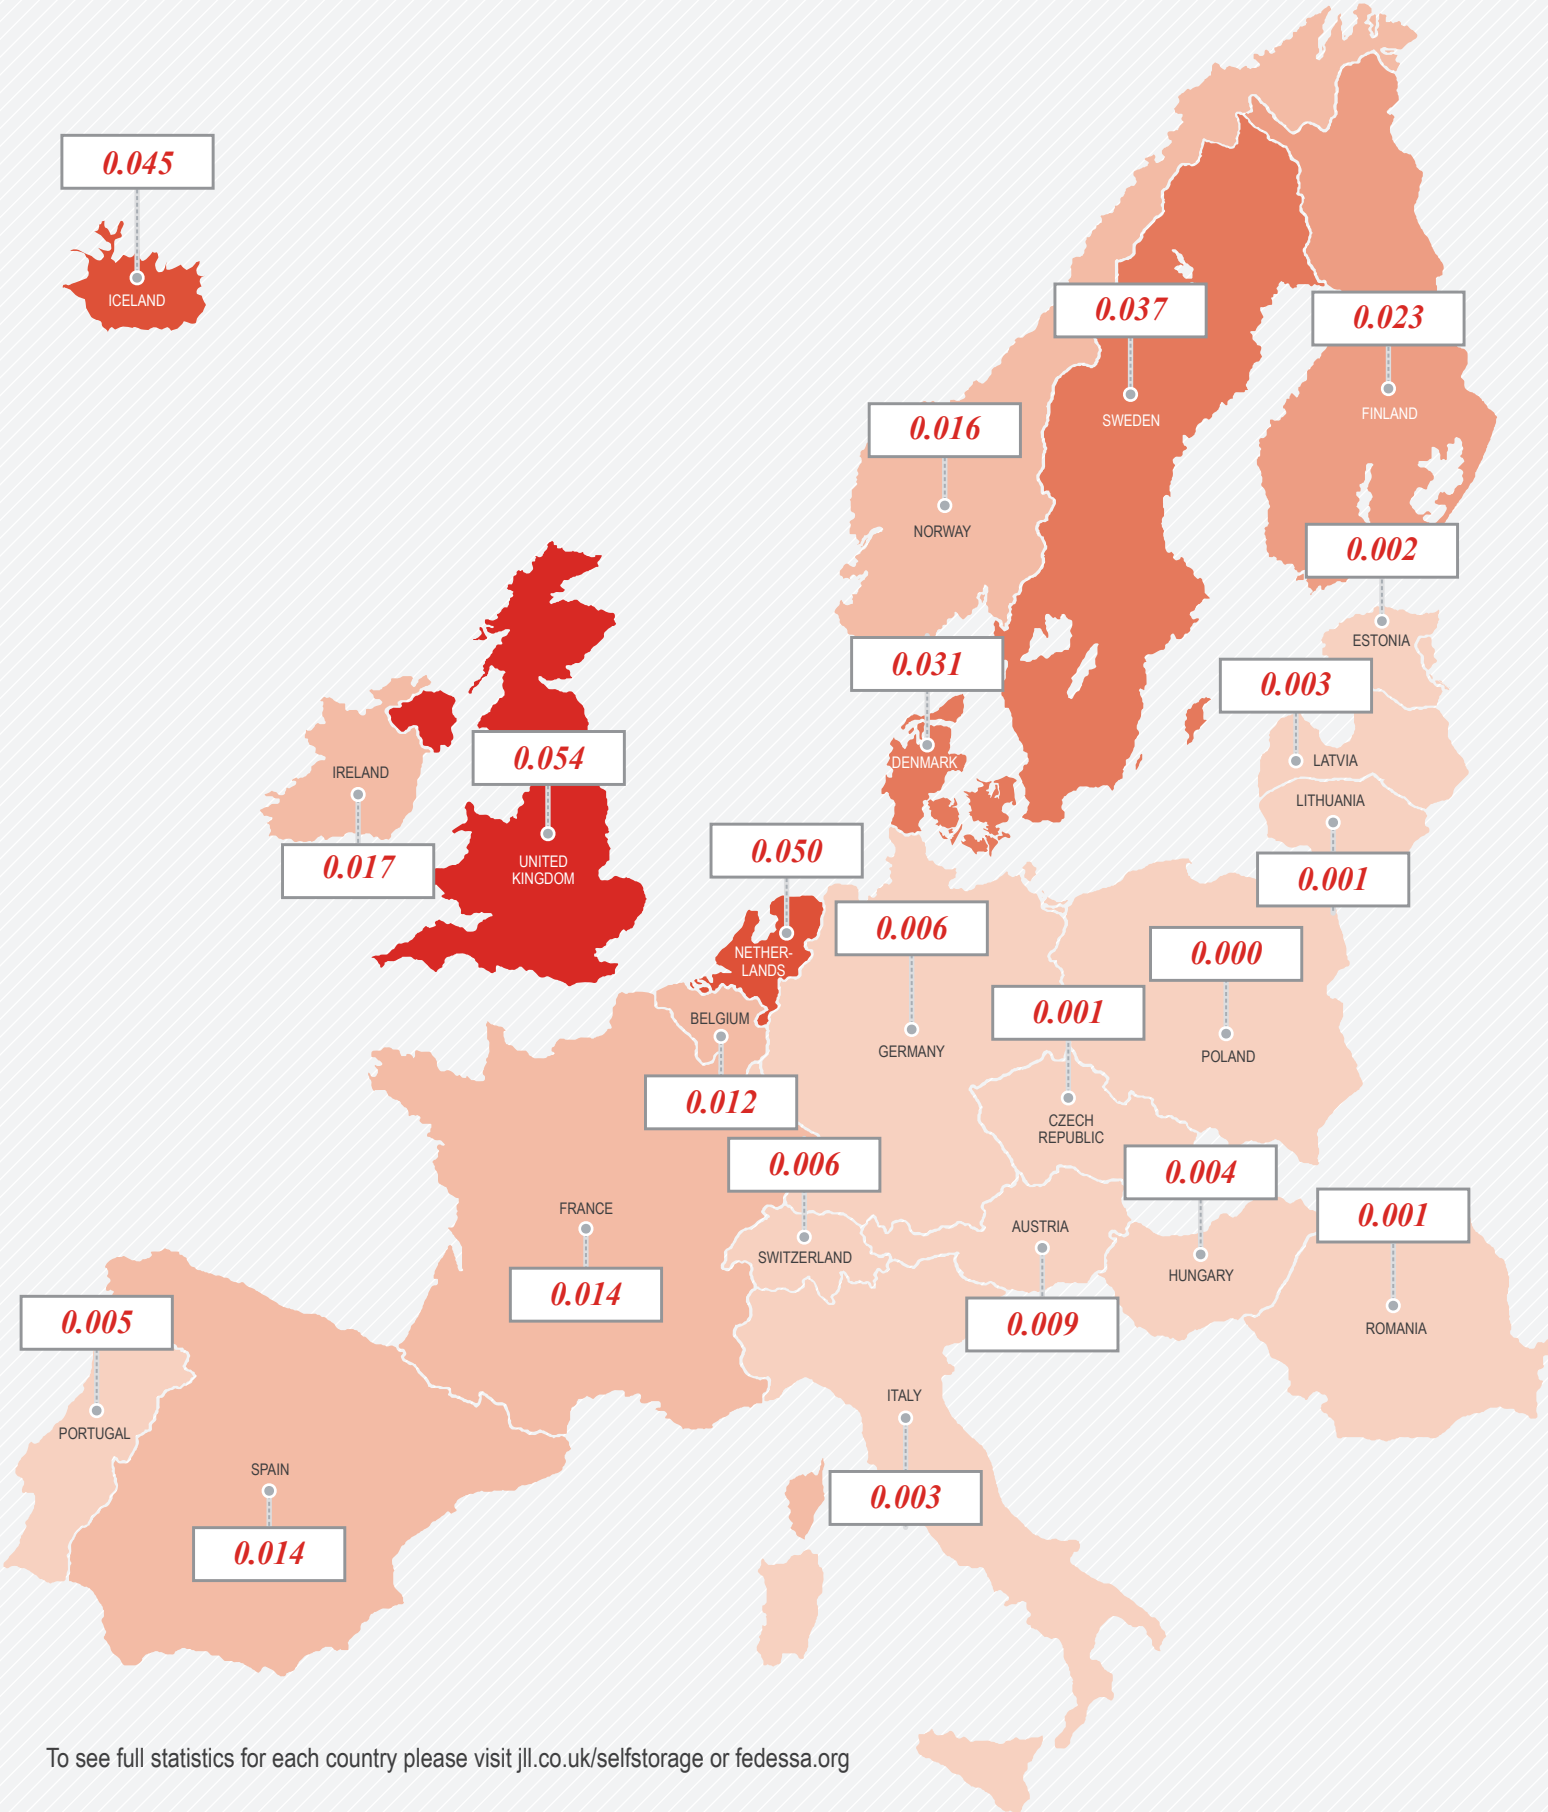 0.045
ICELAND
0.037
SWEDEN
0.023
FINLAND
0.016
NORWAY
0.002
ESTONIA
0.031
DENMARK
0.003
LATVIA
LITHUANIA
0.001
IRELAND
0.017
0.054
UNITED
KINGDOM
0.050
NETHER-
LANDS
0.006
GERMANY
0.000
POLAND
BELGIUM
0.012
0.001
CZECH
REPUBLIC
0.006
SWITZERLAND
0.004
HUNGARY
0.001
ROMANIA
FRANCE
0.014
AUSTRIA
0.009
0.005
PORTUGAL
ITALY
0.003
SPAIN
0.014
To see full statistics for each country please visit jll.co.uk/selfstorage or fedessa.org